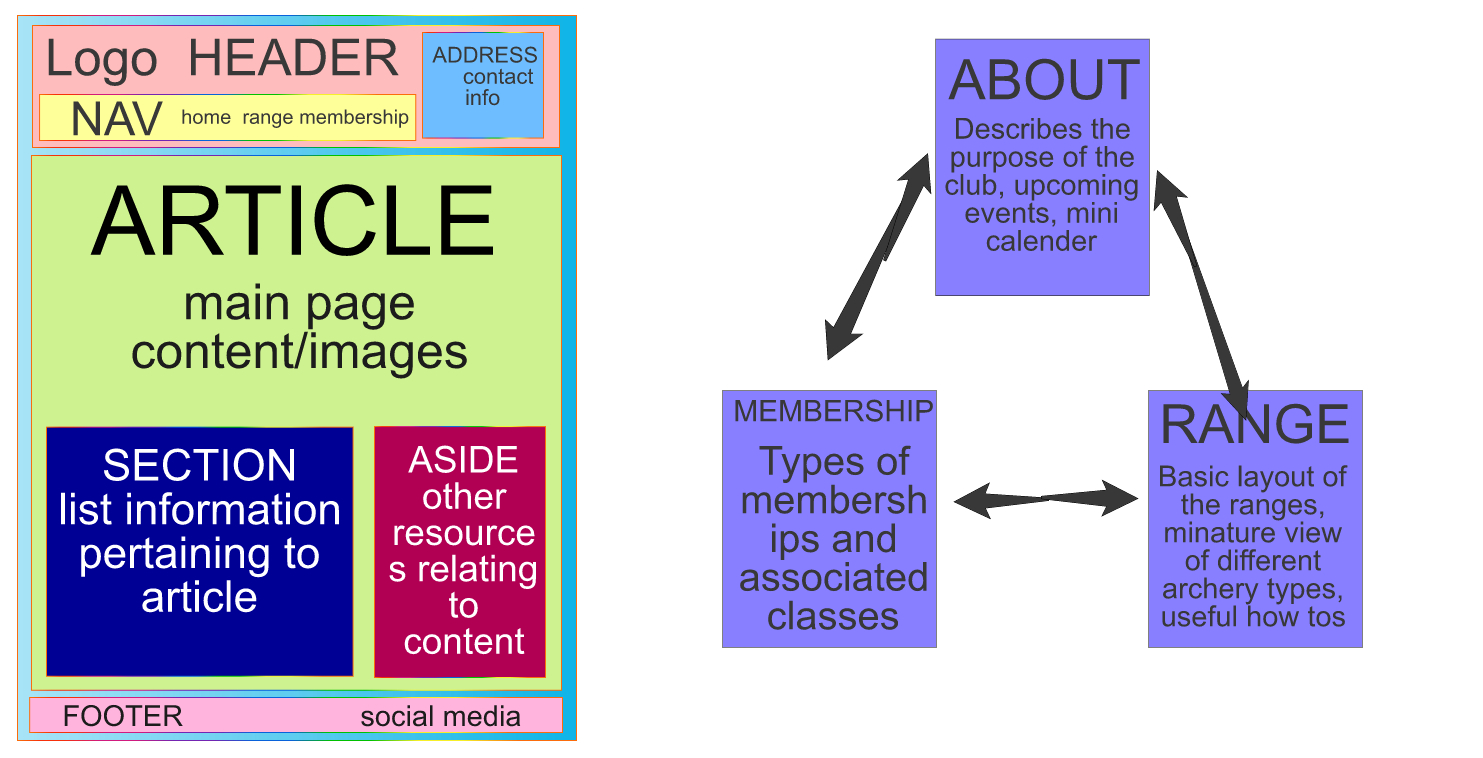 Logo HEADER
ADDRESS
contact
info
NAV home range membership
ARTICLE
main page
content/images
SECTION
list information
pertaining to
article
ASIDE
other
resource
s relating
to
content
FOOTER social media
ABOUT
Describes the
purpose of the
club, upcoming
events, mini
calender
MEMBERSHIP
Types of
membersh
ips and
associated
classes
RANGE
Basic layout of
the ranges,
minature view
of different
archery types,
useful how tos